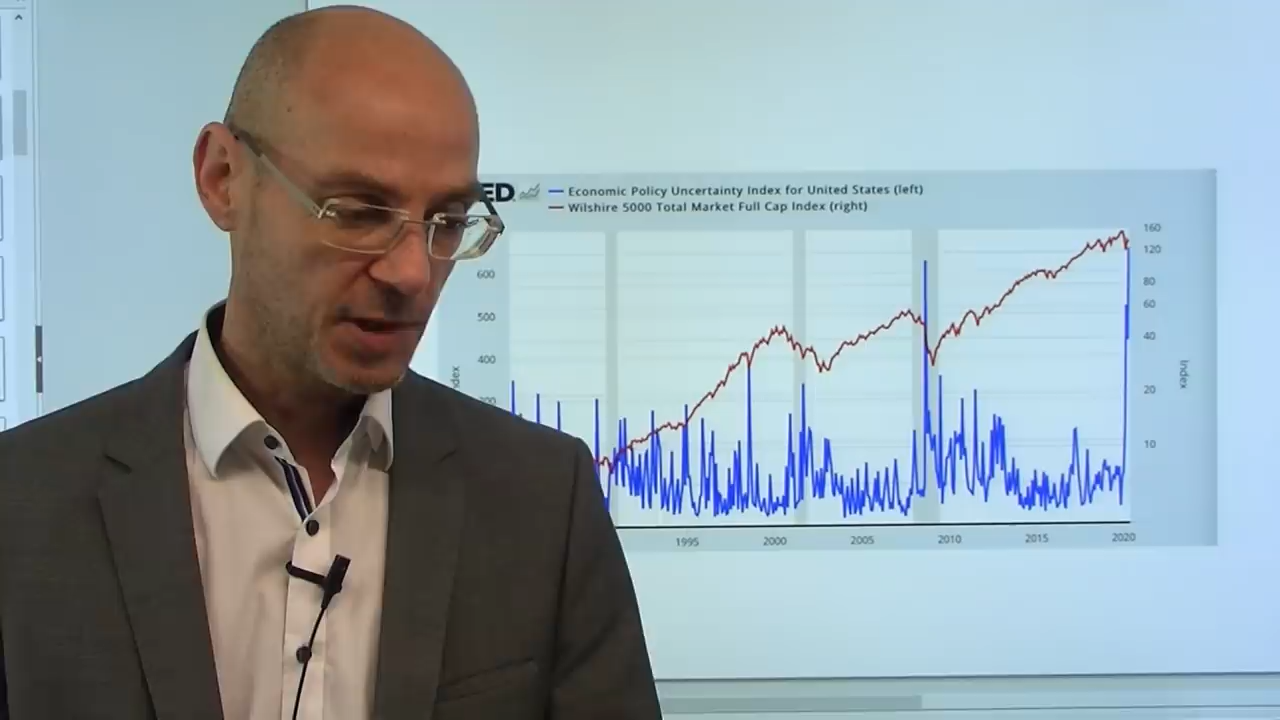 ED
Economic Policy Uncertainty Index for United States (left)
Wilshire 5000 Total Market Full Cap Index (right)
160
120
600
80
60
500
40
400
20
10
Index
1995 2000 2005 2010 2015 2020